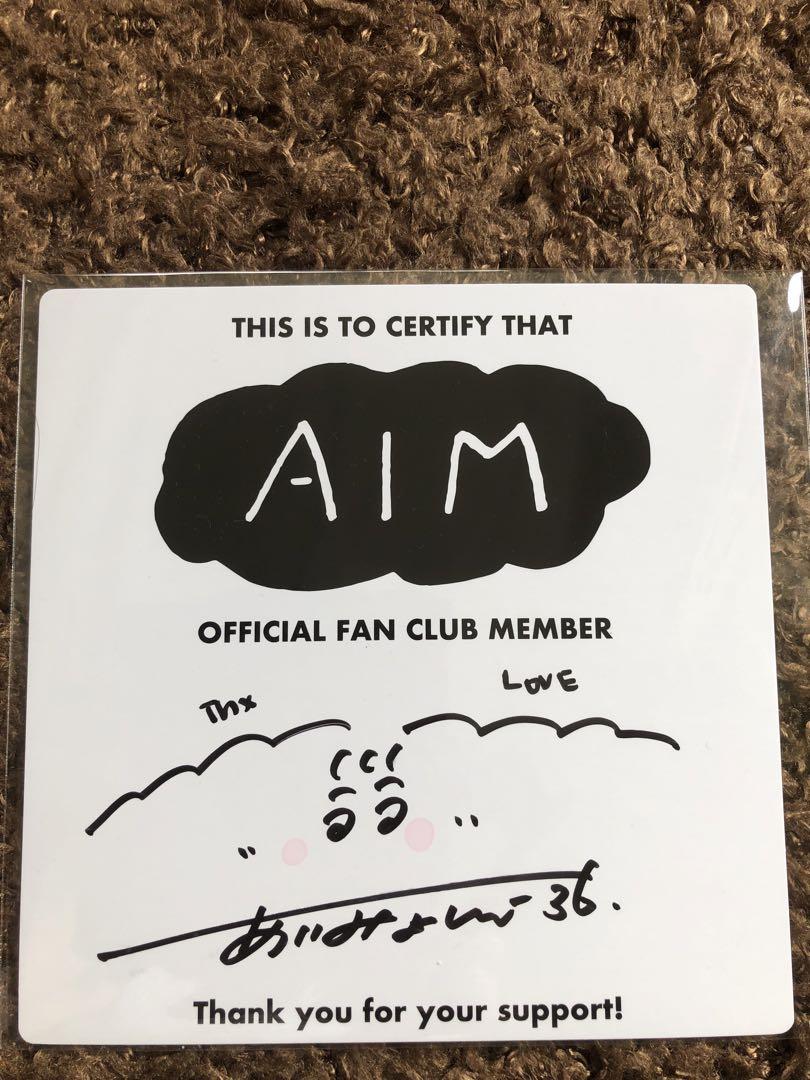 THIS IS TO CERTIFY THAT
AIM
OFFICIAL FAN CLUB MEMBER
Thx
LOVE
あいみょん 36.
Thank you for your support!